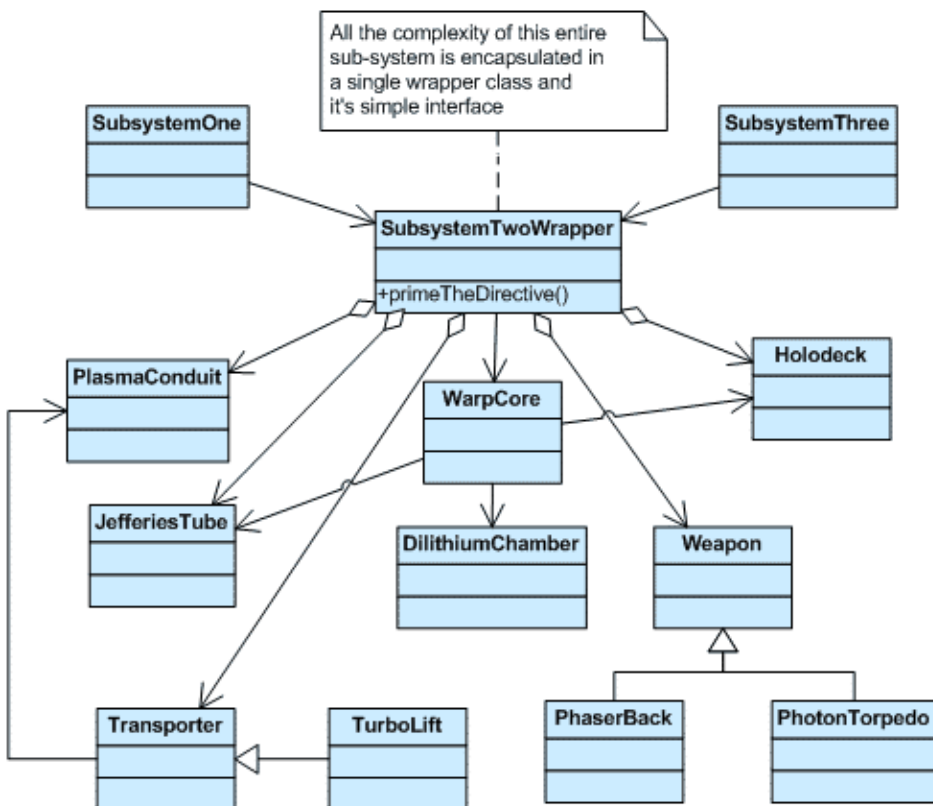 All the complexity of this entire
sub-system is encapsulated in
a single wrapper class and
it's simple interface
SubsystemOne
SubsystemThree
SubsystemTwoWrapper
+primeTheDirective()
PlasmaConduit
WarpCore
Holodeck
JefferiesTube
DilithiumChamber
Weapon
Transporter
TurboLift
PhaserBack
PhotonTorpedo